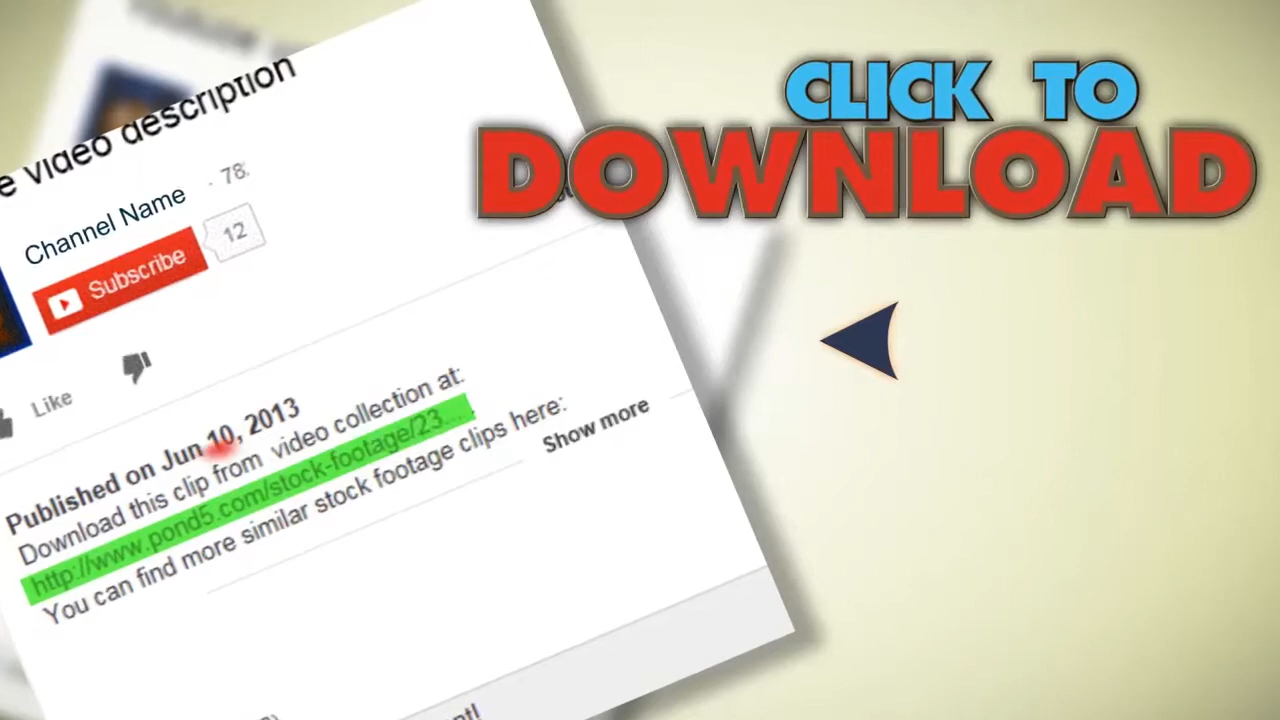 CLICK TO
DOWNLOAD
e video description
Channel Name
78
Subscribe
12
Like
Published on Jun 10, 2013
Download this clip from video collection at:
http://www.pond5.com/stock-footage/23....
You can find more similar stock footage clips here:
Show more